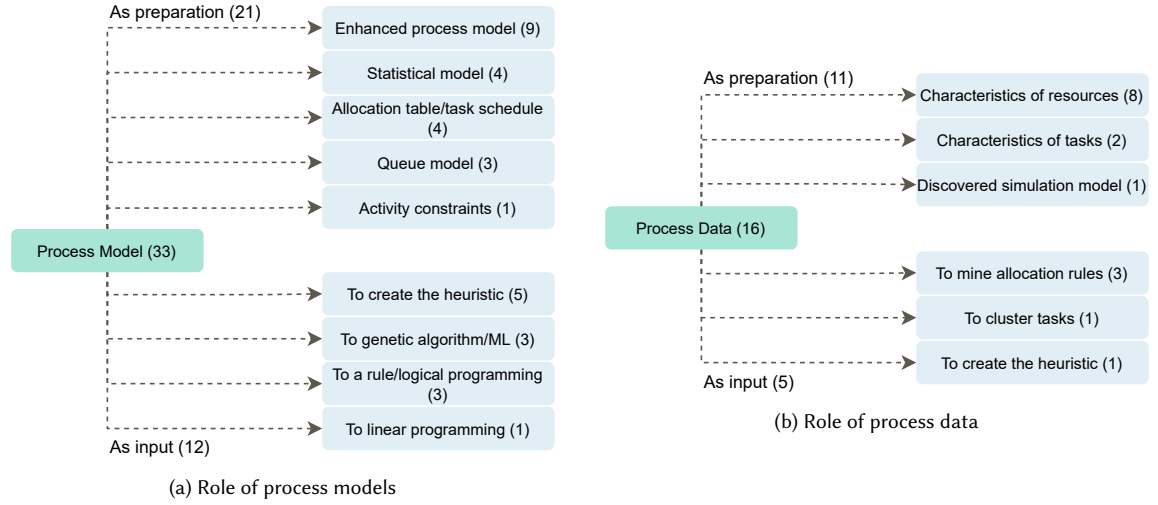 As preparation (21)
Enhanced process model (9)
Statistical model (4)
Allocation table/task schedule
(4)
Queue model (3)
Activity constraints (1)
Process Model (33)
To create the heuristic (5)
To genetic algorithm/ML (3)
To a rule/logical programming
(3)
To linear programming (1)
As input (12)
(a) Role of process models
As preparation (11)
Characteristics of resources (8)
Characteristics of tasks (2)
Discovered simulation model (1)
Process Data (16)
To mine allocation rules (3)
To cluster tasks (1)
To create the heuristic (1)
As input (5)
(b) Role of process data